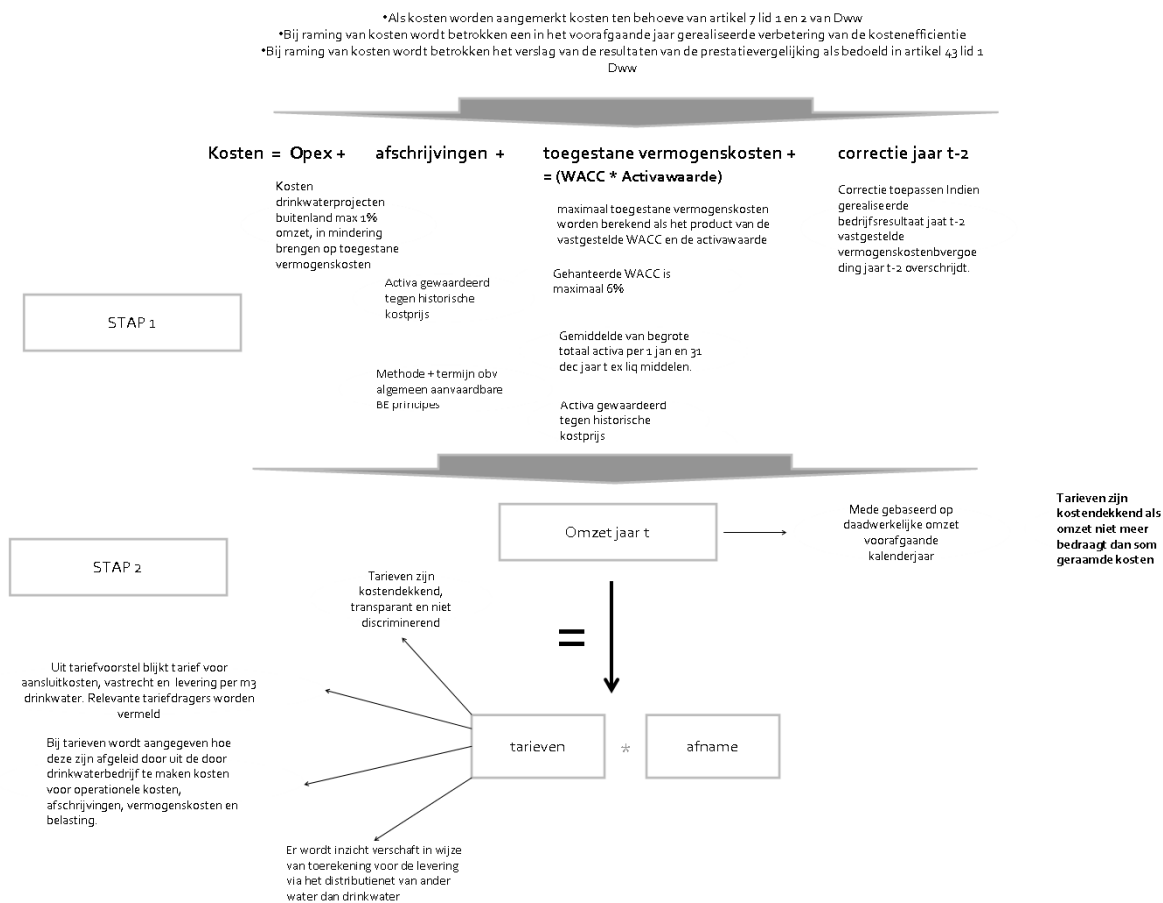 •Als kosten worden aangemerkt kosten ten behoeve van artikel 7 lid 1 en 2 van Dww
•Bij raming van kosten wordt betrokken een in het voorafgaande jaar gerealiseerde verbetering van de kostenefficientie
•Bij raming van kosten wordt betrokken het verslag van de resultaten van de prestatievergelijking als bedoeld in artikel 43 lid 1
Dww
Kosten = Opex + afschrijvingen + toegestane vermogenskosten + correctie jaar t-2
= (WACC * Activawaarde)
Kosten
drinkwaterprojecten
buitenland max 1%
omzet, in mindering
brengen op toegestane
vermogenskosten
Activa gewaardeerd
tegen historische
kostprijs
Methode + termijn obv
algemeen aanvaardbare
BE principes
maximaal toegestane vermogenskosten
worden berekend als het product van de
vastgestelde WACC en de activawaarde
Gehanteerde WACC is
maximaal 6%
Gemiddelde van begrote
totaal activa per 1 jan en 31
dec jaar t ex liq middelen.
Activa gewaardeerd
tegen historische
kostprijs
Correctie toepassen Indien
gerealiseerde
bedrijfsresultaat jaat t-2
vastgestelde
vermogenskostenbvergoe
ding jaar t-2 overschrijdt.
STAP 1
Omzet jaar t
Mede gebaseerd op
daadwerkelijke omzet
voorafgaande
kalenderjaar
Tarieven zijn
kostendekkend als
omzet niet meer
bedraagt dan som
geraamde kosten
STAP 2
Tarieven zijn
kostendekkend,
transparant en niet
discriminerend
=
Uit tariefvoorstel blijkt tarief voor
aansluitkosten, vastrecht en levering per m3
drinkwater. Relevante tariefdragers worden
vermeld
tarieven * afname
Bij tarieven wordt aangegeven hoe
deze zijn afgeleid door uit de door
drinkwaterbedrijf te maken kosten
voor operationele kosten,
afschrijvingen, vermogenskosten en
belasting.
Er wordt inzicht verschaft in wijze
van toerekening voor de levering
via het distributienet van ander
water dan drinkwater